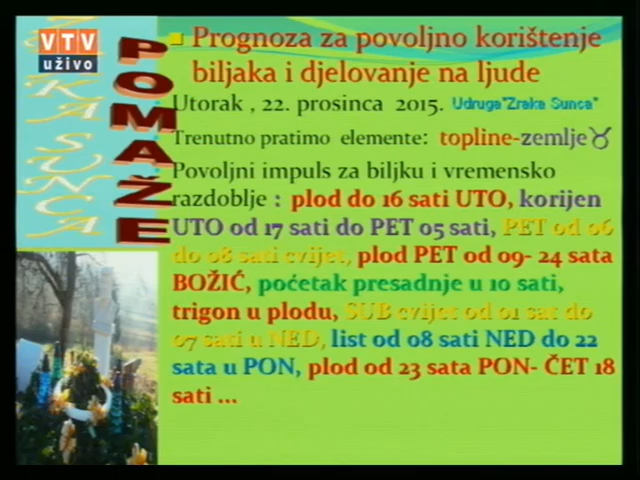 VTV
uživo
ZRAKA SUNCA
POMAŽE
Prognoza za povoljno korištenje
biljaka i djelovanje na ljude
Utorak , 22. prosinca 2015. Udruga"Zraka Sunca"
Trenutno pratimo elemente: topline-zemlje♉
Povoljni impuls za biljku i vremensko
razdoblje : plod do 16 sati UTO, korijen
UTO od 17 sati do PET 05 sati, PET od 06
do 08 sati cvijet, plod PET od 09- 24 sata
BOŽIĆ, poćetak presadnje u 10 sati,
trigon u plodu, SUB cvijet od 01 sat do
07 sati u NED, list od 08 sati NED do 22
sata u PON, plod od 23 sata PON- ČET 18
sati ...